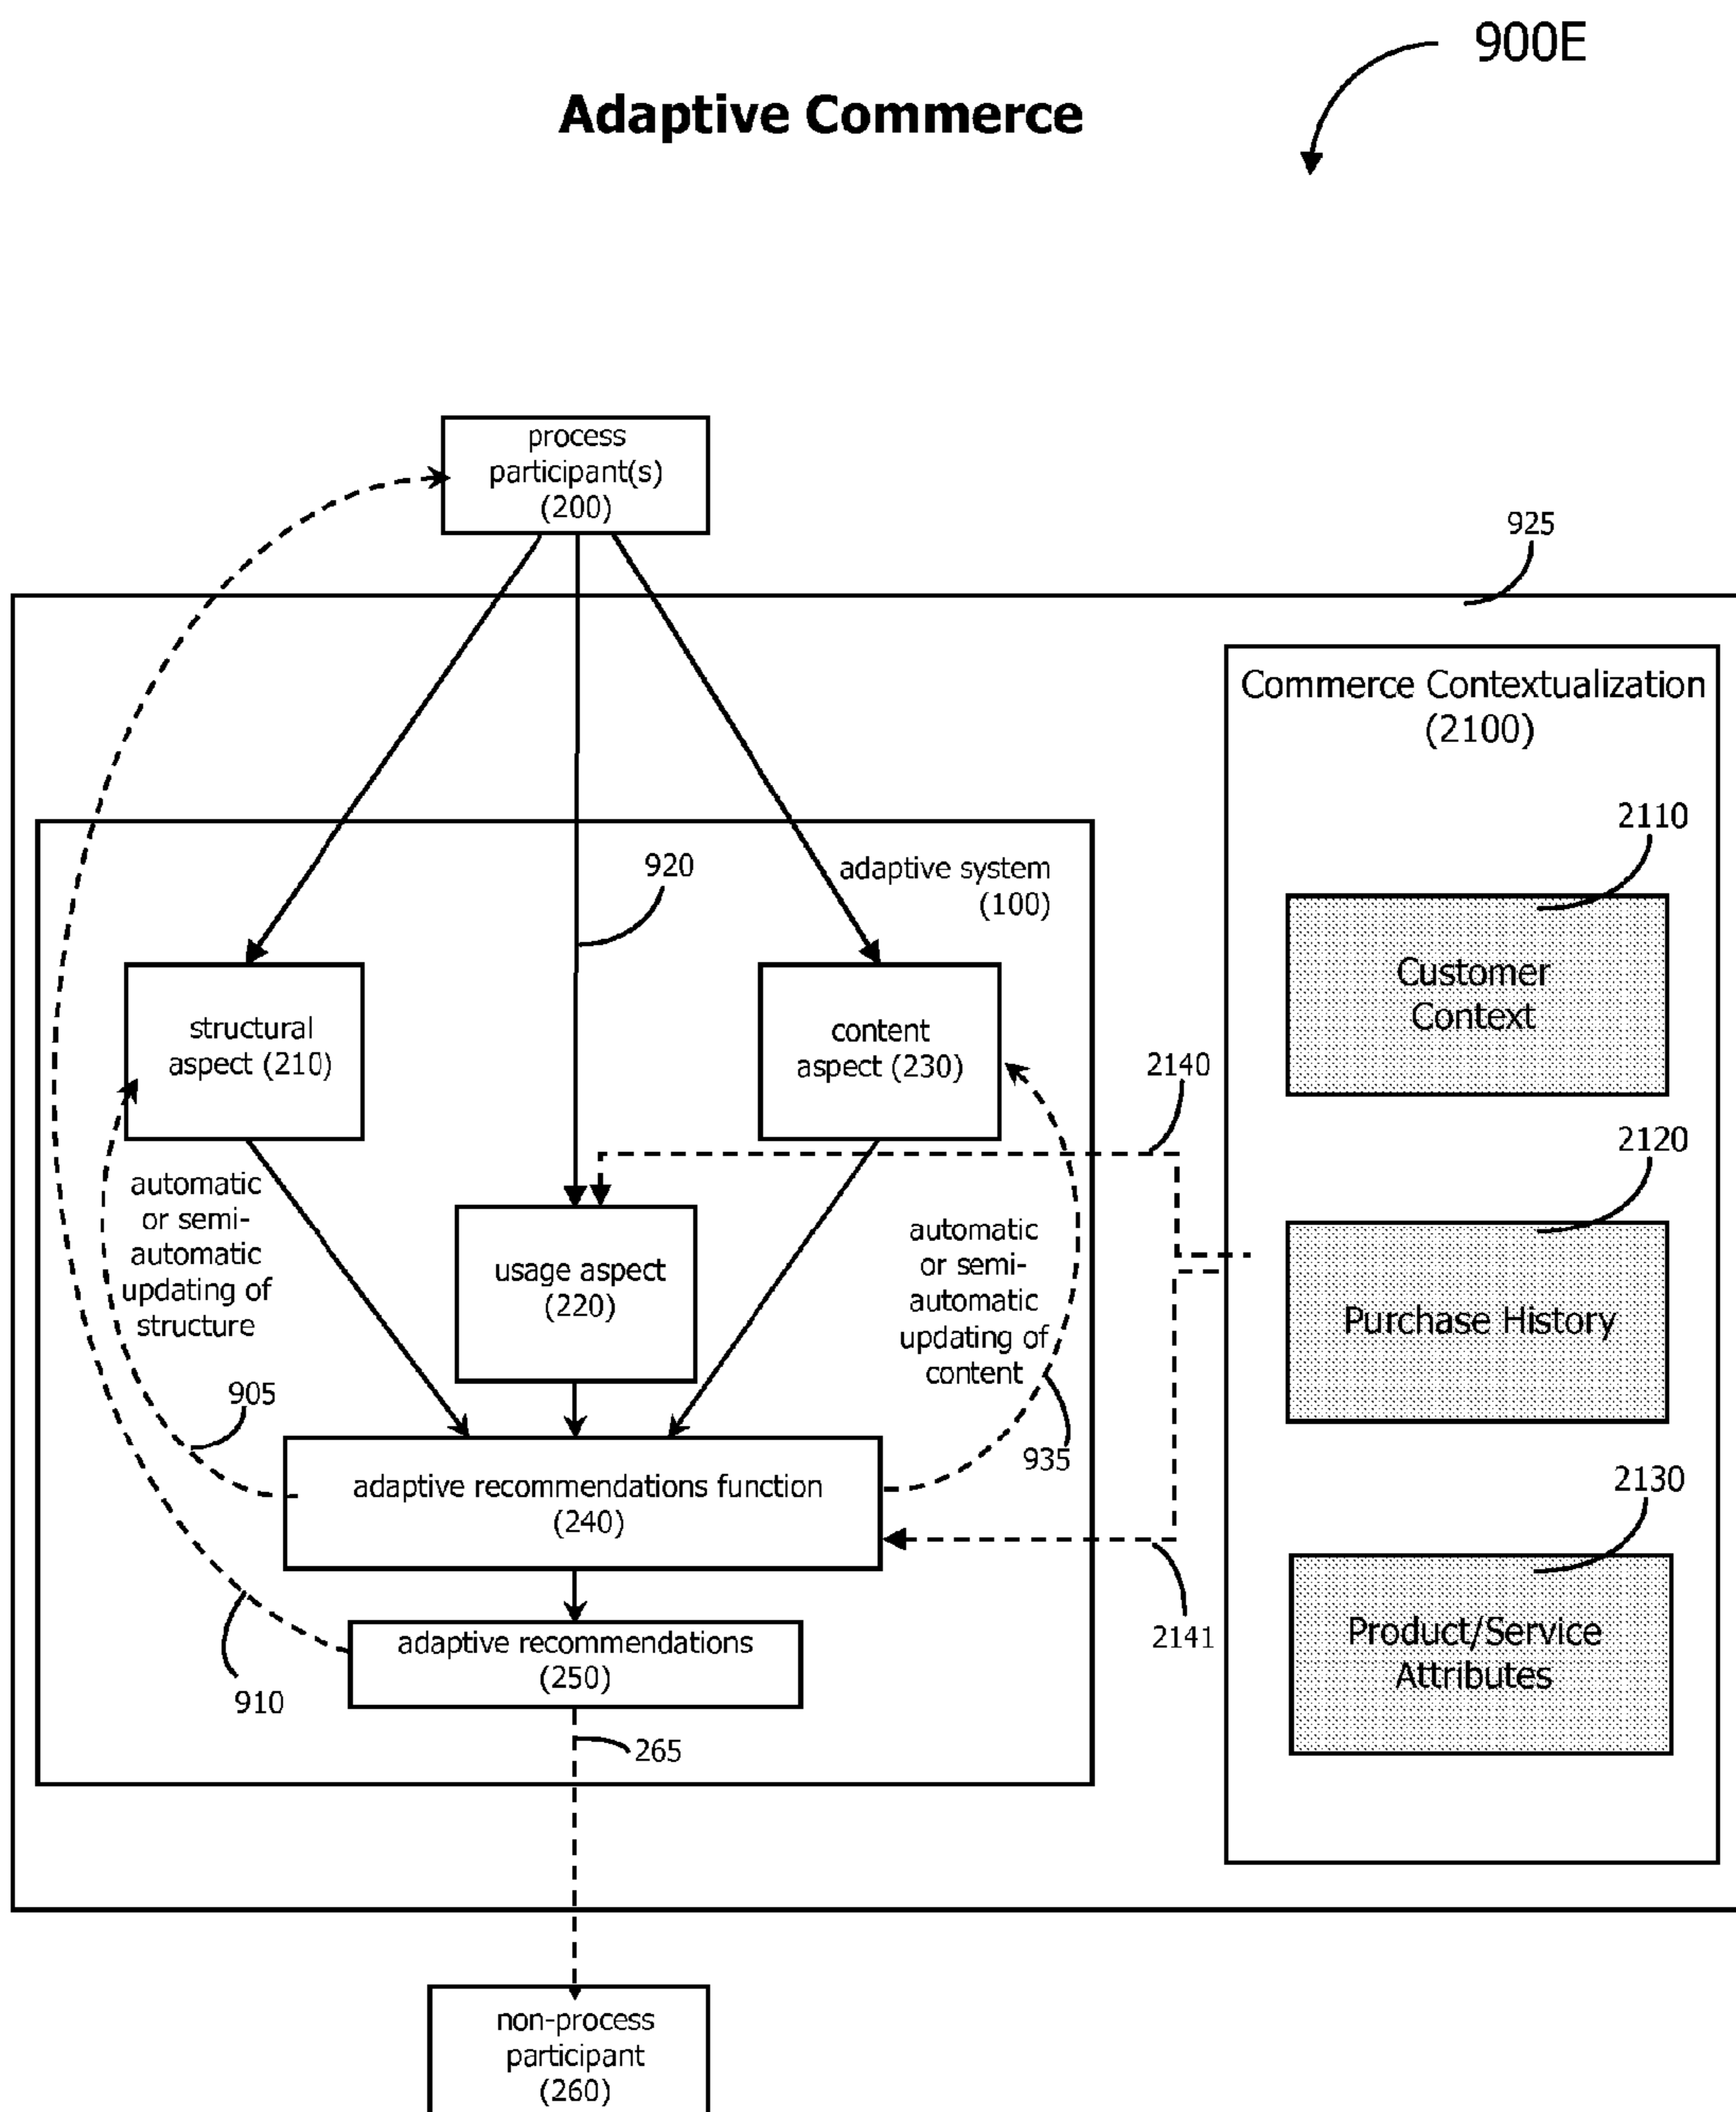 900E
Adaptive Commerce
process
participant(s)
(200)
925
Commerce Contextualization
(2100)
2110
920
adaptive system
(100)
Customer
Context
structural
aspect (210)
content
aspect (230)
2140
2120
automatic
or semi-
automatic
updating of
structure
usage aspect
(220)
automatic
or semi-
automatic
updating of
content
Purchase History
905
935
2130
adaptive recommendations function
(240)
2141
Product/Service
Attributes
adaptive recommendations
(250)
910
265
non-process
participant
(260)